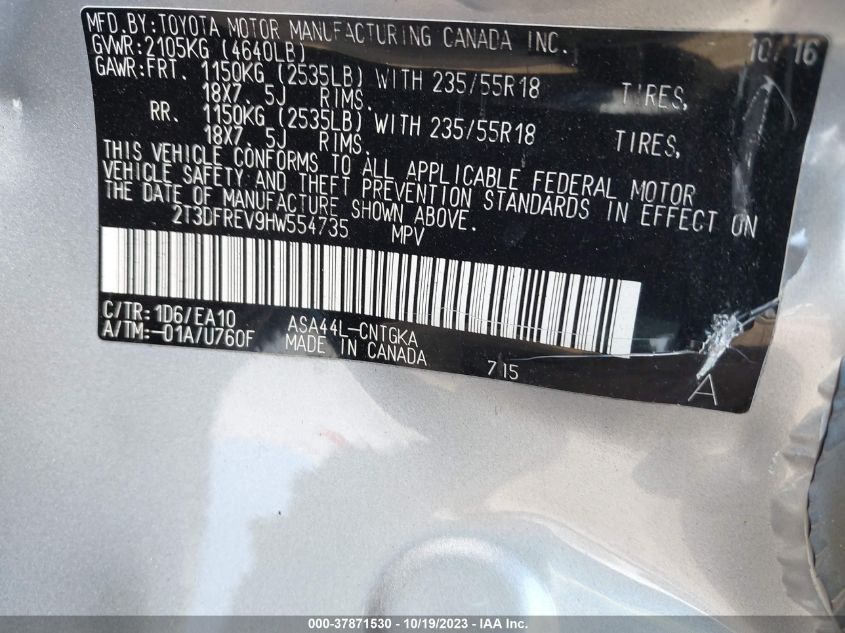 MFD.BY:TOYOTA MOTOR MANUFACTURING CANADA INC. 10/16
GVWR:2105KG (4640LB)
GAWR:FRT. 1150KG (2535LB) WITH 235/55R18 TIRES,
18X7.5J RIMS.
RR. 1150KG (2535LB) WITH 235/55R18 TIRES,
18X7.5J RIMS.
THIS VEHICLE CONFORMS TO ALL APPLICABLE FEDERAL MOTOR
VEHICLE SAFETY AND THEFT PREVENTION STANDARDS IN EFFECT ON
THE DATE OF MANUFACTURE SHOWN ABOVE.
2T3DFREV9HW554735 MPV
C/TR:1D6/EA10 ASA44L-CNTGKA
A/TM:-01A/U760F MADE IN CANADA 715 A
000-37871530 - 10/19/2023 - IAA Inc.